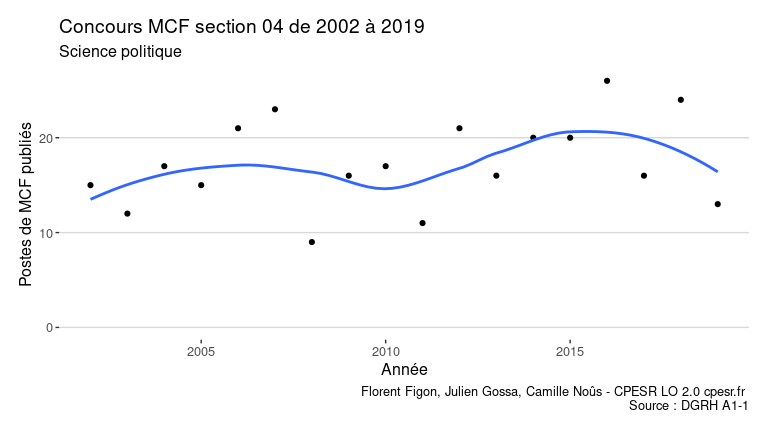 Concours MCF section 04 de 2002 à 2019
Science politique
Postes de MCF publiés
20
10
0
2005
2010
2015
Année
Florent Figon, Julien Gossa, Camille Noûs - CPESR LO 2.0 cpesr.fr
Source : DGRH A1-1